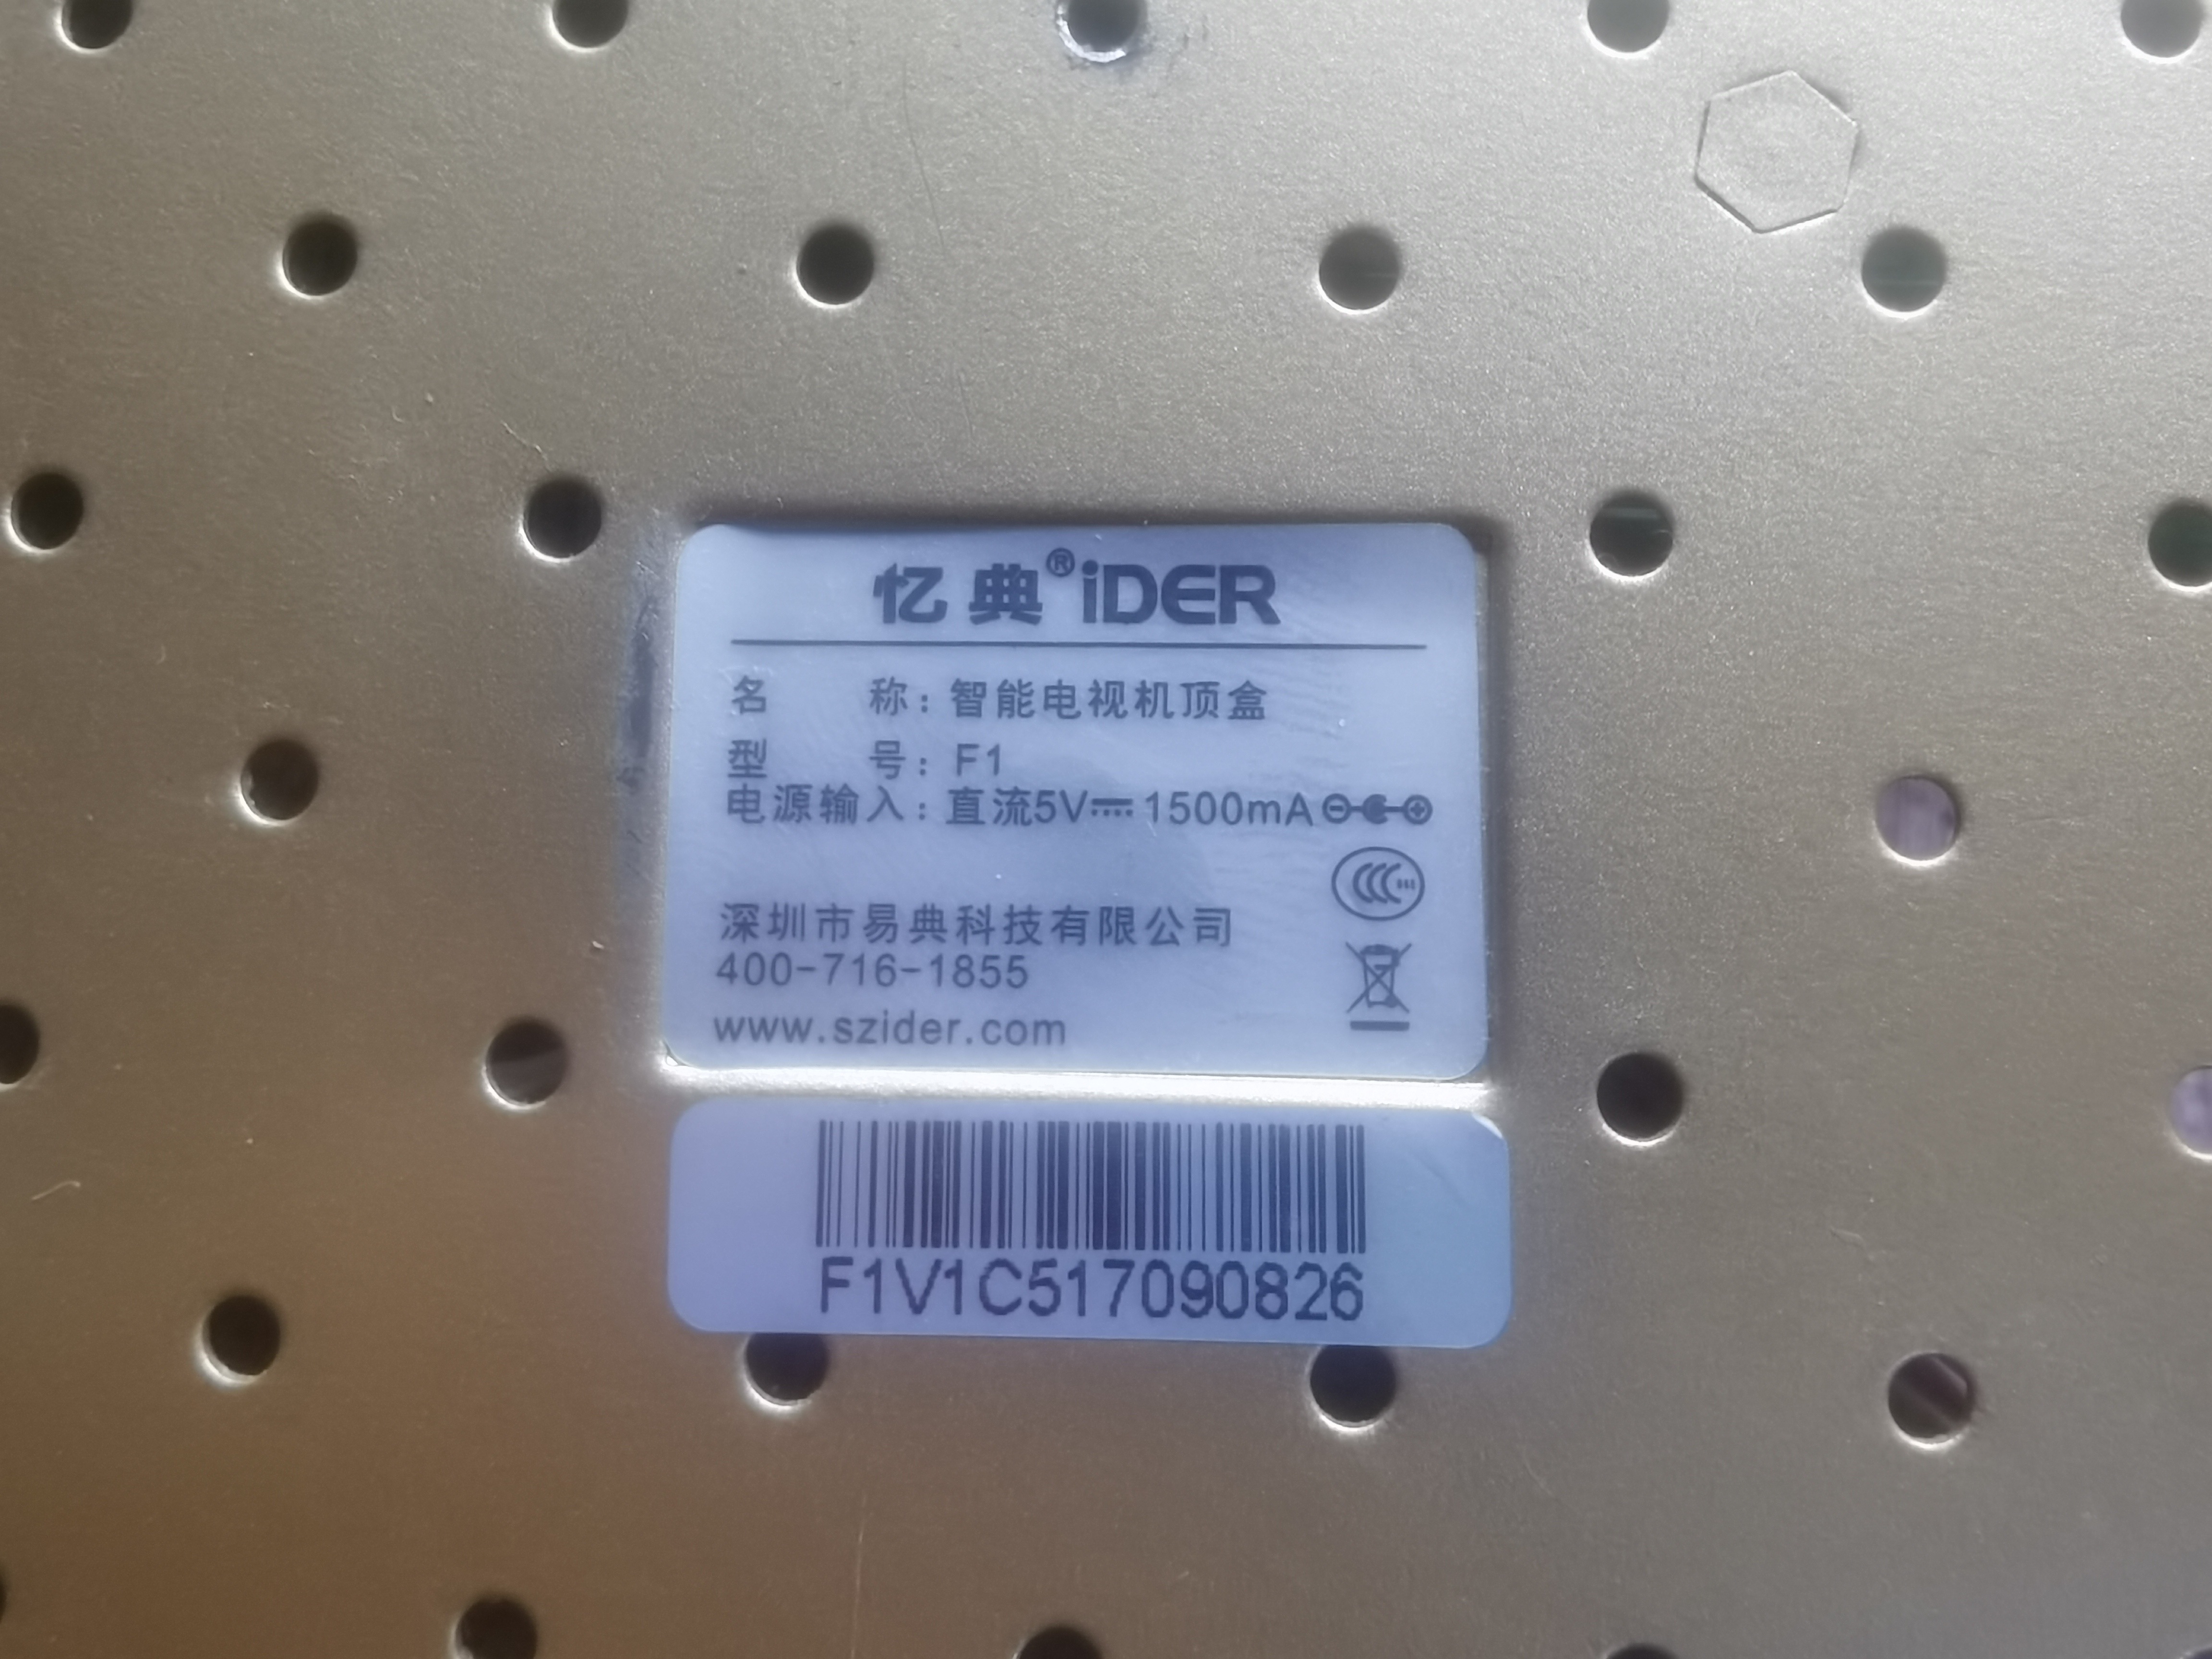 忆典®iDER
名 称：智能电视机顶盒
型 号：F1
电源输入：直流5V⎓1500mA
深圳市易典科技有限公司
400-716-1855
www.szider.com
F1V1C517090826